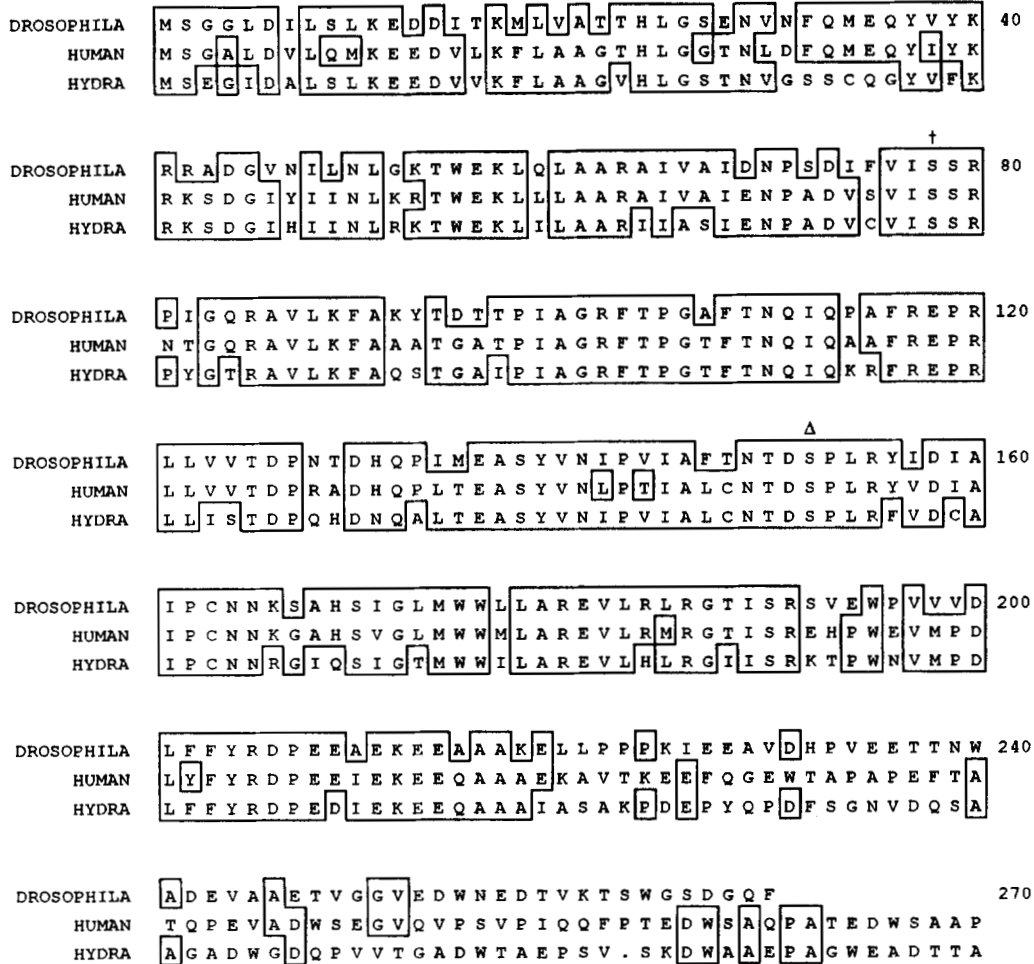 DROSOPHILA M S G G L D I L S L K E D D I T K M L V A T T H L G S E N V N F Q M E Q Y V Y K 40
HUMAN M S G A L D V L Q M K E E D V L K F L A A G T H L G G T N L D F Q M E Q Y I Y K
HYDRA M S E G I D A L S L K E E D V V K F L A A G V H L G S T N V G S S C Q G Y V F K
†
DROSOPHILA R R A D G V N I L N L G K T W E K L Q L A A R A I V A I D N P S D I F V I S S R 80
HUMAN R K S D G I Y I I N L K R T W E K L L L A A R A I V A I E N P A D V S V I S S R
HYDRA R K S D G I H I I N L R K T W E K L I L A A R I I A S I E N P A D V C V I S S R
DROSOPHILA P I G Q R A V L K F A K Y T D T T P I A G R F T P G A F T N Q I Q P A F R E P R 120
HUMAN N T G Q R A V L K F A A A T G A T P I A G R F T P G T F T N Q I Q A A F R E P R
HYDRA P Y G T R A V L K F A Q S T G A I P I A G R F T P G T F T N Q I Q K R F R E P R
Δ
DROSOPHILA L L V V T D P N T D H Q P I M E A S Y V N I P V I A F T N T D S P L R Y I D I A 160
HUMAN L L V V T D P R A D H Q P L T E A S Y V N L P T I A L C N T D S P L R Y V D I A
HYDRA L L I S T D P Q H D N Q A L T E A S Y V N I P V I A L C N T D S P L R F V D C A
DROSOPHILA I P C N N K S A H S I G L M W W L L A R E V L R L R G T I S R S V E W P V V V D 200
HUMAN I P C N N K G A H S V G L M W W M L A R E V L R M R G T I S R E H P W E V M P D
HYDRA I P C N N R G I Q S I G T M W W I L A R E V L H L R G I I S R K T P W N V M P D
DROSOPHILA L F F Y R D P E E A E K E E A A A K E L L P P P K I E E A V D H P V E E T T N W 240
HUMAN L Y F Y R D P E E I E K E E Q A A A E K A V T K E E F Q G E W T A P A P E F T A
HYDRA L F F Y R D P E D I E K E E Q A A A I A S A K P D E P Y Q P D F S G N V D Q S A
DROSOPHILA A D E V A A E T V G G V E D W N E D T V K T S W G S D G Q F 270
HUMAN T Q P E V A D W S E G V Q V P S V P I Q Q F P T E D W S A Q P A T E D W S A A P
HYDRA A G A D W G D Q P V V T G A D W T A E P S V . S K D W A A E P A G W E A D T T A